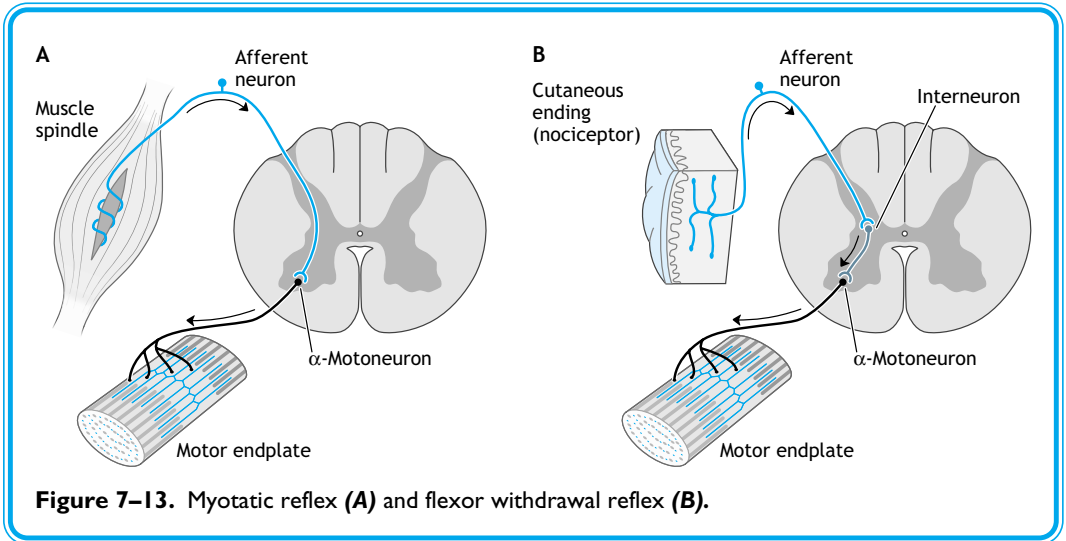 A
Afferent
neuron
Muscle
spindle
α-Motoneuron
Motor endplate
B
Afferent
neuron
Cutaneous
ending
(nociceptor)
Interneuron
α-Motoneuron
Motor endplate
Figure 7–13. Myotatic reflex (A) and flexor withdrawal reflex (B).